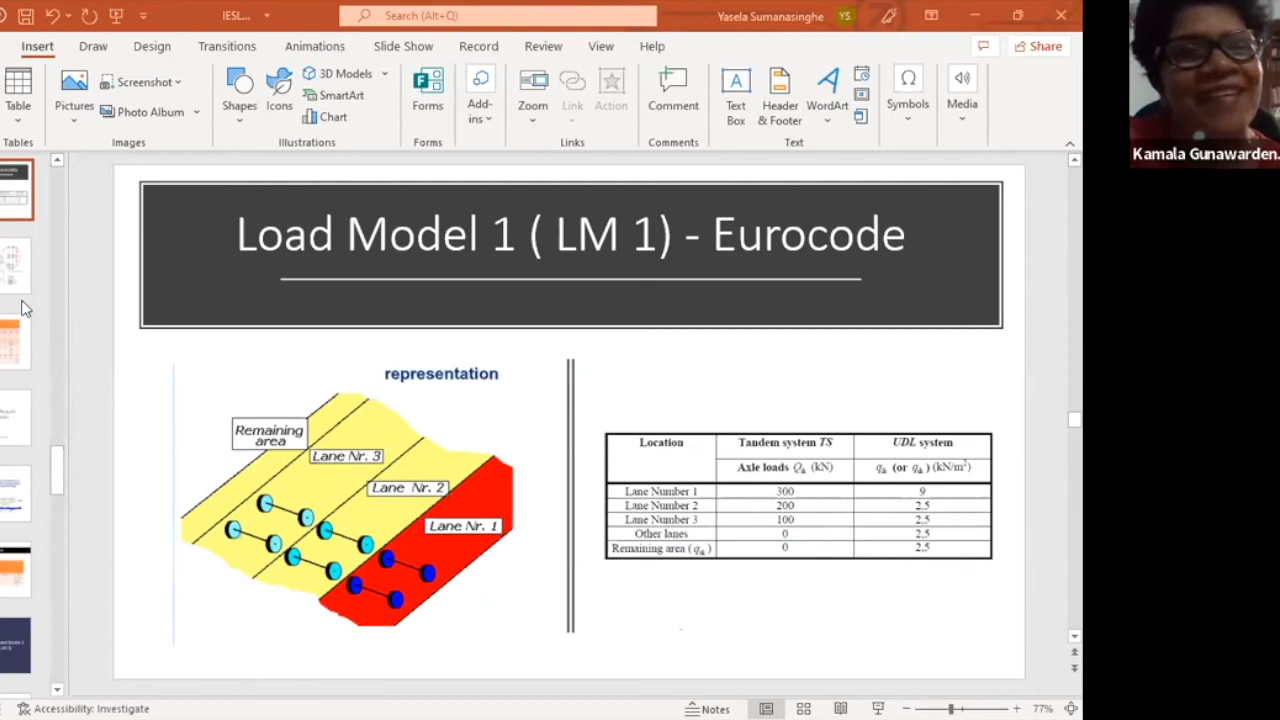 IESL...
Search (Alt+Q)
Yasela Sumanasinghe
YS
Insert
Draw
Design
Transitions
Animations
Slide Show
Record
Review
View
Help
Share
Table
Pictures
Screenshot
Photo Album
Shapes
Icons
3D Models
SmartArt
Chart
Forms
Add-
ins
Zoom
Link
Action
Comment
Text
Box
Header
& Footer
WordArt
Symbols
Media
Tables
Images
Illustrations
Forms
Links
Comments
Text
Kamala Gunawarden.
Load Model 1 ( LM 1) - Eurocode
representation
Remaining
area
Lane Nr. 3
Lane Nr. 2
Lane Nr. 1
Location Tandem system TS UDL system
Axle loads Qik (kN) qik (or qrk) (kN/m²)
Lane Number 1 300 9
Lane Number 2 200 2.5
Lane Number 3 100 2.5
Other lanes 0 2.5
Remaining area (qrk) 0 2.5
Accessibility: Investigate
Notes
77%